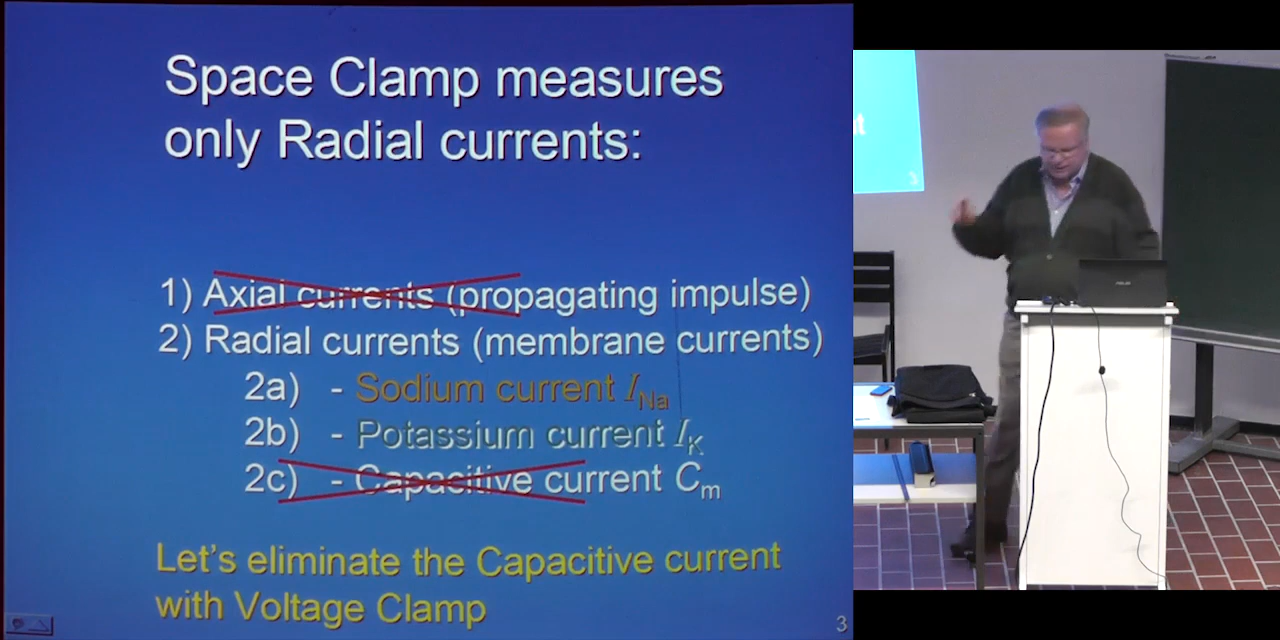 Space Clamp measures
only Radial currents:
1) Axial currents (propagating impulse)
2) Radial currents (membrane currents)
2a) - Sodium current INa
2b) - Potassium current IK
2c) - Capacitive current Cm
Let's eliminate the Capacitive current
with Voltage Clamp
3
ASUS